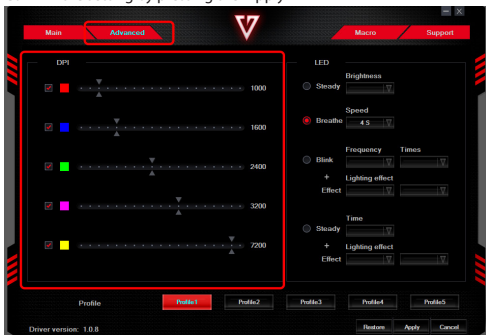 Main
Advanced
Macro
Support
DPI
1000
1600
2400
3200
7200
LED
Brightness
Steady
Speed
Breathe
4 S
Frequency Times
Blink
+ Lighting effect
Effect
Time
Steady
+ Lighting effect
Effect
Profile
Profile1
Profile2
Profile3
Profile4
Profile5
Driver version: 1.0.8
Restore
Apply
Cancel